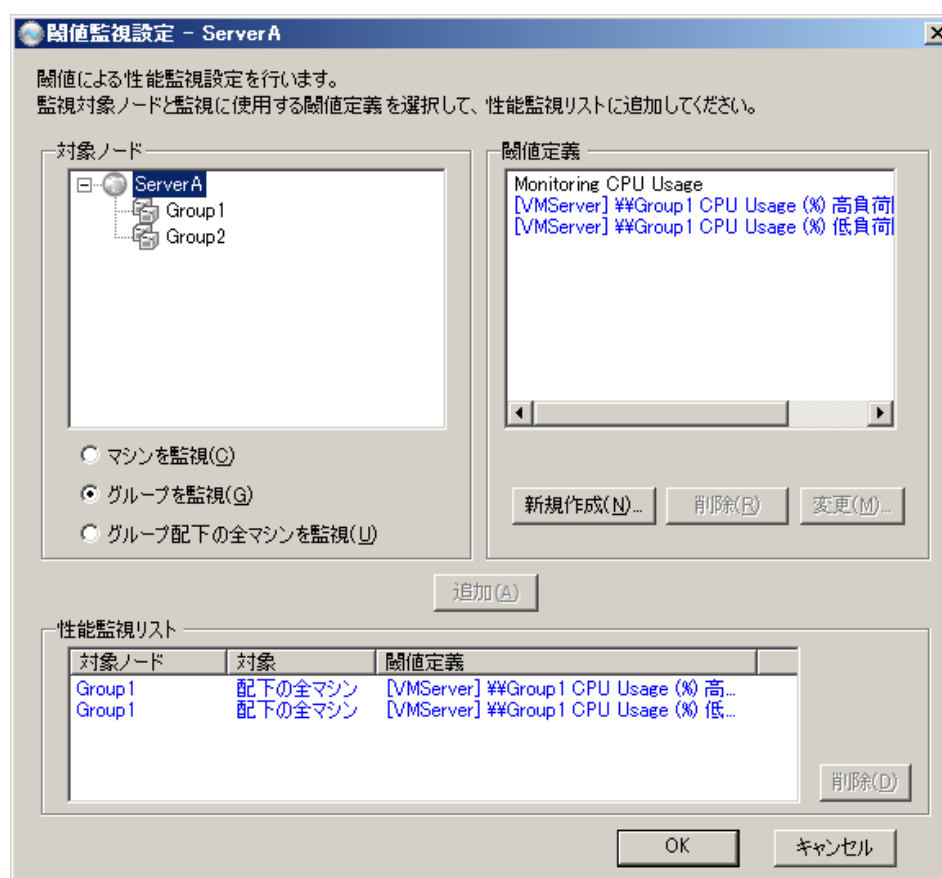 閾値監視設定 - ServerA
閾値による性能監視設定を行います。
監視対象ノードと監視に使用する閾値定義を選択して、性能監視リストに追加してください。
対象ノード
ServerA
Group1
Group2
マシンを監視(C)
グループを監視(G)
グループ配下の全マシンを監視(U)
閾値定義
Monitoring CPU Usage
[VMServer] ¥¥Group1 CPU Usage (%) 高負荷
[VMServer] ¥¥Group1 CPU Usage (%) 低負荷
新規作成(N)... 削除(R) 変更(M)...
追加(A)
性能監視リスト
対象ノード 対象 閾値定義
Group1 配下の全マシン [VMServer] ¥¥Group1 CPU Usage (%) 高...
Group1 配下の全マシン [VMServer] ¥¥Group1 CPU Usage (%) 低...
削除(D)
OK キャンセル